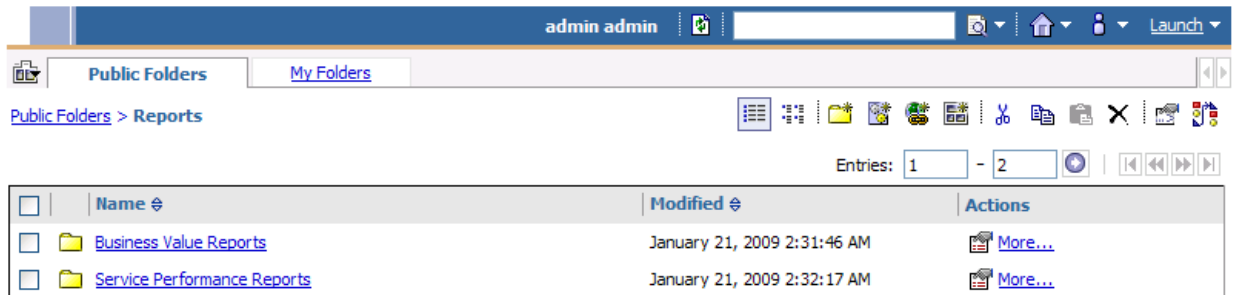 admin admin Launch
Public Folders My Folders
Public Folders > Reports
Entries: 1 - 2
Name Modified Actions
Business Value Reports January 21, 2009 2:31:46 AM More...
Service Performance Reports January 21, 2009 2:32:17 AM More...